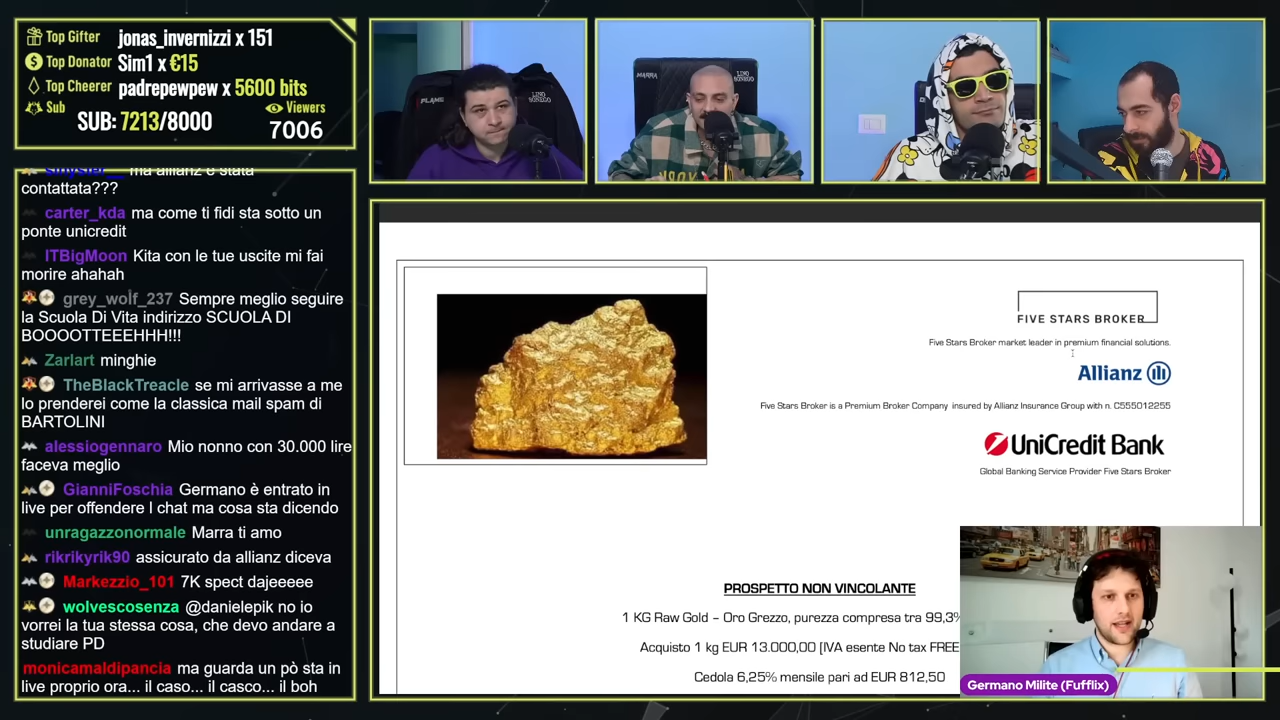 Top Gifter jonas_invernizzi x 151
Top Donator Sim1 x €15
Top Cheerer padrepewpew x 5600 bits
Sub
Viewers
SUB: 7213/8000
7006
ma allianz è stata
contattata???
carter_kda ma come ti fidi sta sotto un
ponte unicredit
ITBigMoon Kita con le tue uscite mi fai
morire ahahah
grey_wolf_237 Sempre meglio seguire
la Scuola Di Vita indirizzo SCUOLA DI
BOOOOTTEEEHHH!!!
Zarlart minghie
TheBlackTreacle se mi arrivasse a me
lo prenderei come la classica mail spam di
BARTOLINI
alessiogennaro Mio nonno con 30.000 lire
faceva meglio
GianniFoschia Germano è entrato in
live per offendere l chat ma cosa sta dicendo
unragazzonormale Marra ti amo
rikrikyrik90 assicurato da allianz diceva
Markezzio_101 7K spect dajeeeee
wolvescosenza @danielepik no io
vorrei la tua stessa cosa, che devo andare a
studiare PD
monicamaldipancia ma guarda un pò sta in
live proprio ora... il caso... il casco... il boh
PLAME
LINO SONEGO
MARRA
LINO SONEGO
FIVE STARS BROKER
Five Stars Broker market leader in premium financial solutions.
Allianz
Five Stars Broker is a Premium Broker Company insured by Allianz Insurance Group with n. C555012255
UniCredit Bank
Global Banking Service Provider Five Stars Broker
PROSPETTO NON VINCOLANTE
1 KG Raw Gold – Oro Grezzo, purezza compresa tra 99,3%
Acquisto 1 kg EUR 13.000,00 [IVA esente No tax FREE
Cedola 6,25% mensile pari ad EUR 812,50
Germano Milite (Fufflix)